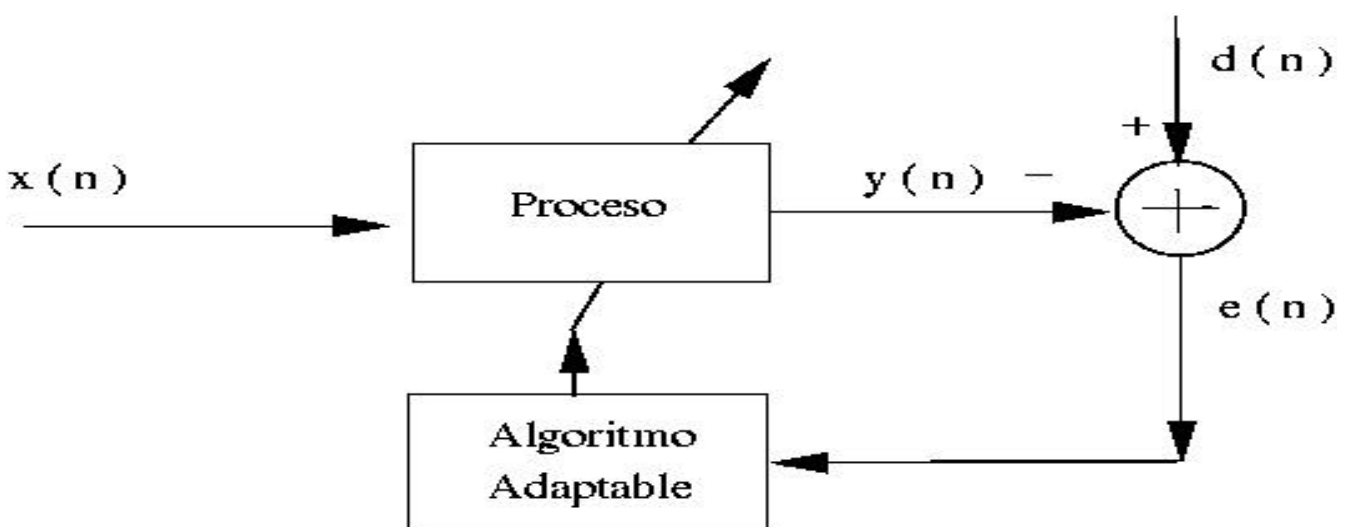 d ( n )
+
x ( n )
Proceso
y ( n ) −
e ( n )
Algoritmo
Adaptable